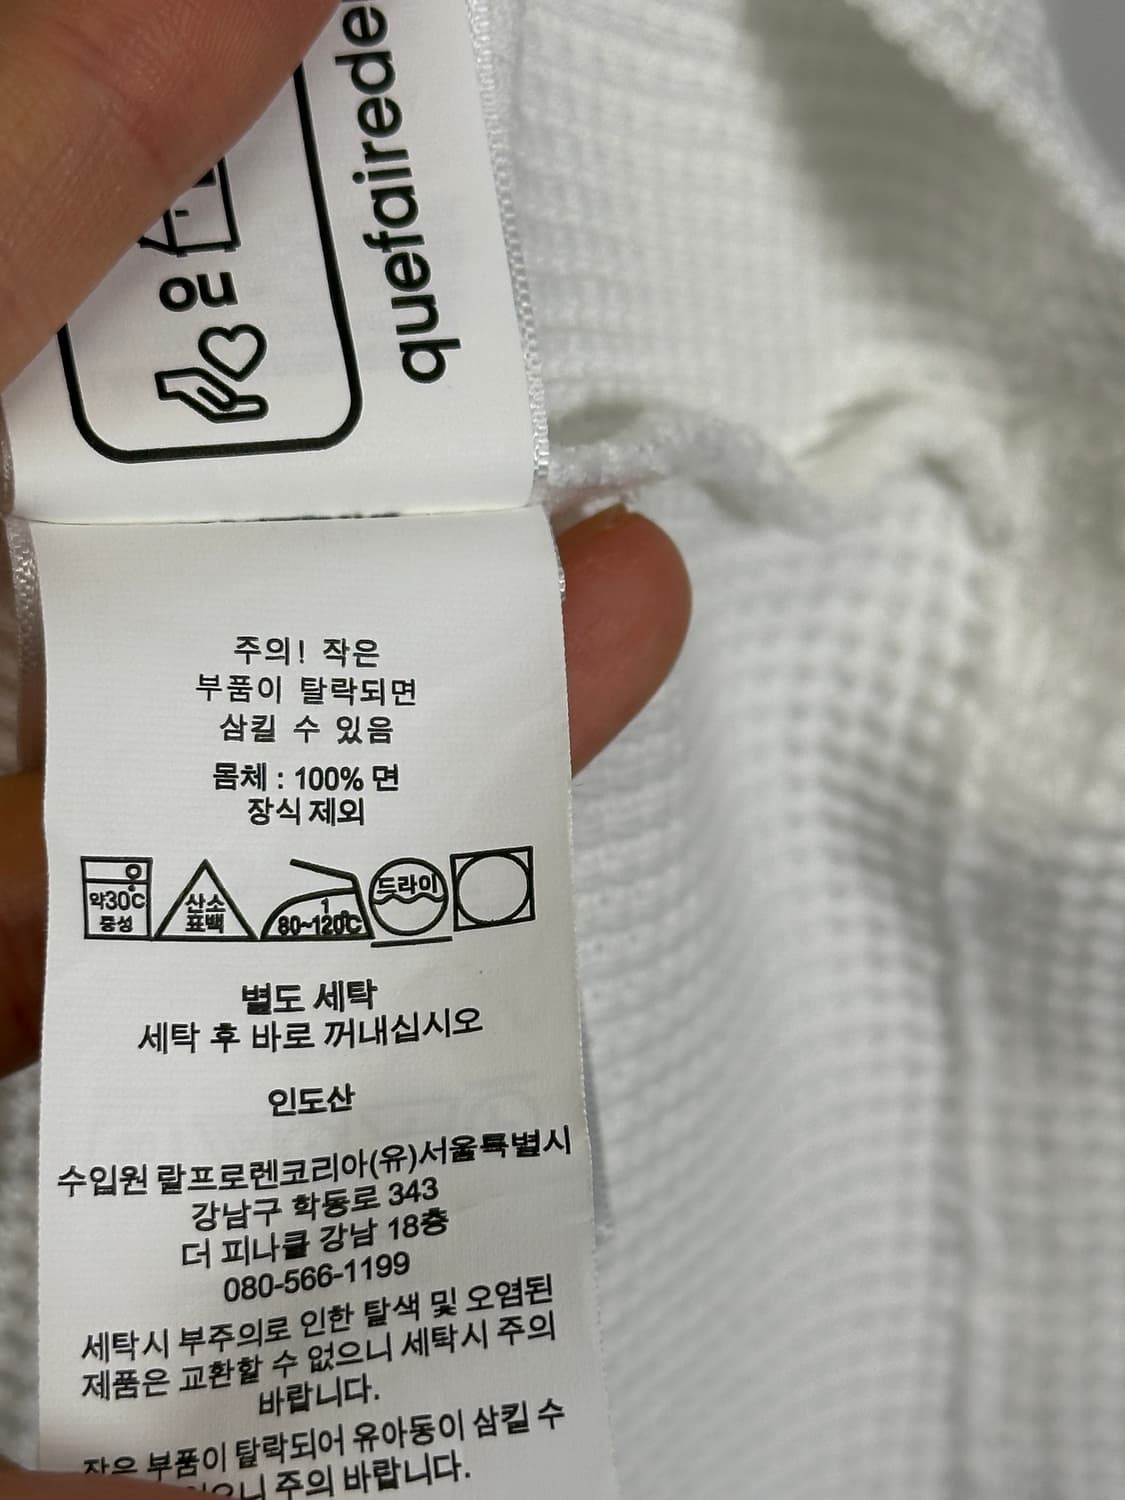 quefairede
OU
주의! 작은
부품이 탈락되면
삼킬 수 있음
몸체 : 100% 면
장식 제외
약30℃
중성
산소
표백
1
80~120℃
드라이
별도 세탁
세탁 후 바로 꺼내십시오
인도산
수입원 랄프로렌코리아(유)서울특별시
강남구 학동로 343
더 피나클 강남 18층
080-566-1199
세탁시 부주의로 인한 탈색 및 오염된
제품은 교환할 수 없으니 세탁시 주의
바랍니다.
작은 부품이 탈락되어 유아동이 삼킬 수
주의 바랍니다.